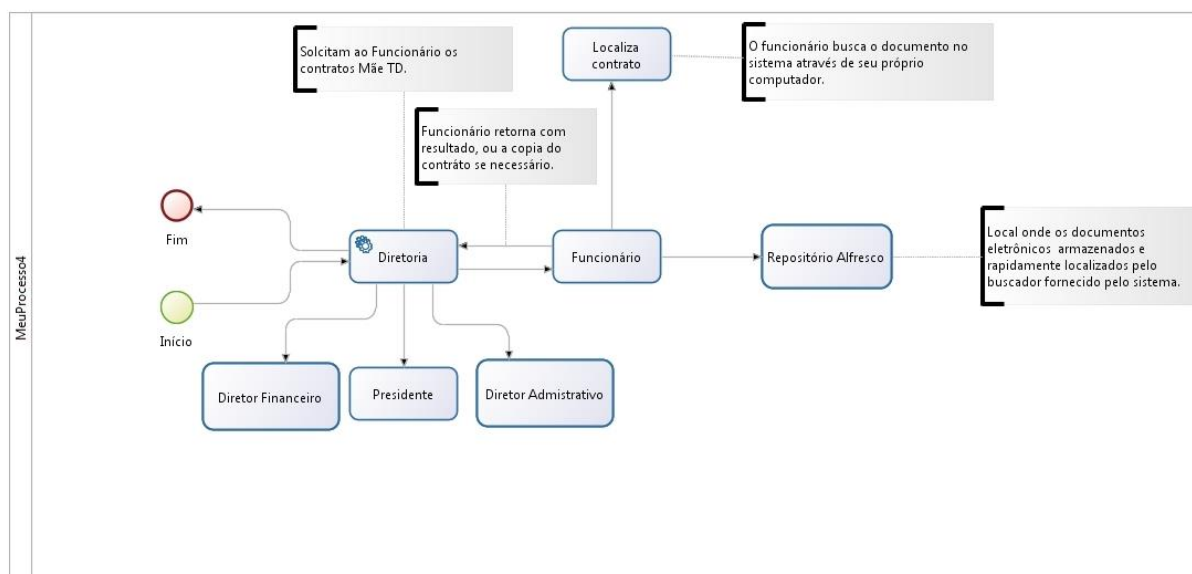 Solcitam ao Funcionário os
contratos Mãe TD.
Localiza
contrato
O funcionário busca o documento no
sistema através de seu próprio
computador.
Funcionário retorna com
resultado, ou a copia do
contráto se necessário.
Fim
Diretoria
Funcionário
Repositório Alfresco
Local onde os documentos
eletrônicos armazenados e
rapidamente localizados pelo
buscador fornecido pelo sistema.
Início
MeuProcesso4
Diretor Financeiro
Presidente
Diretor Admistrativo